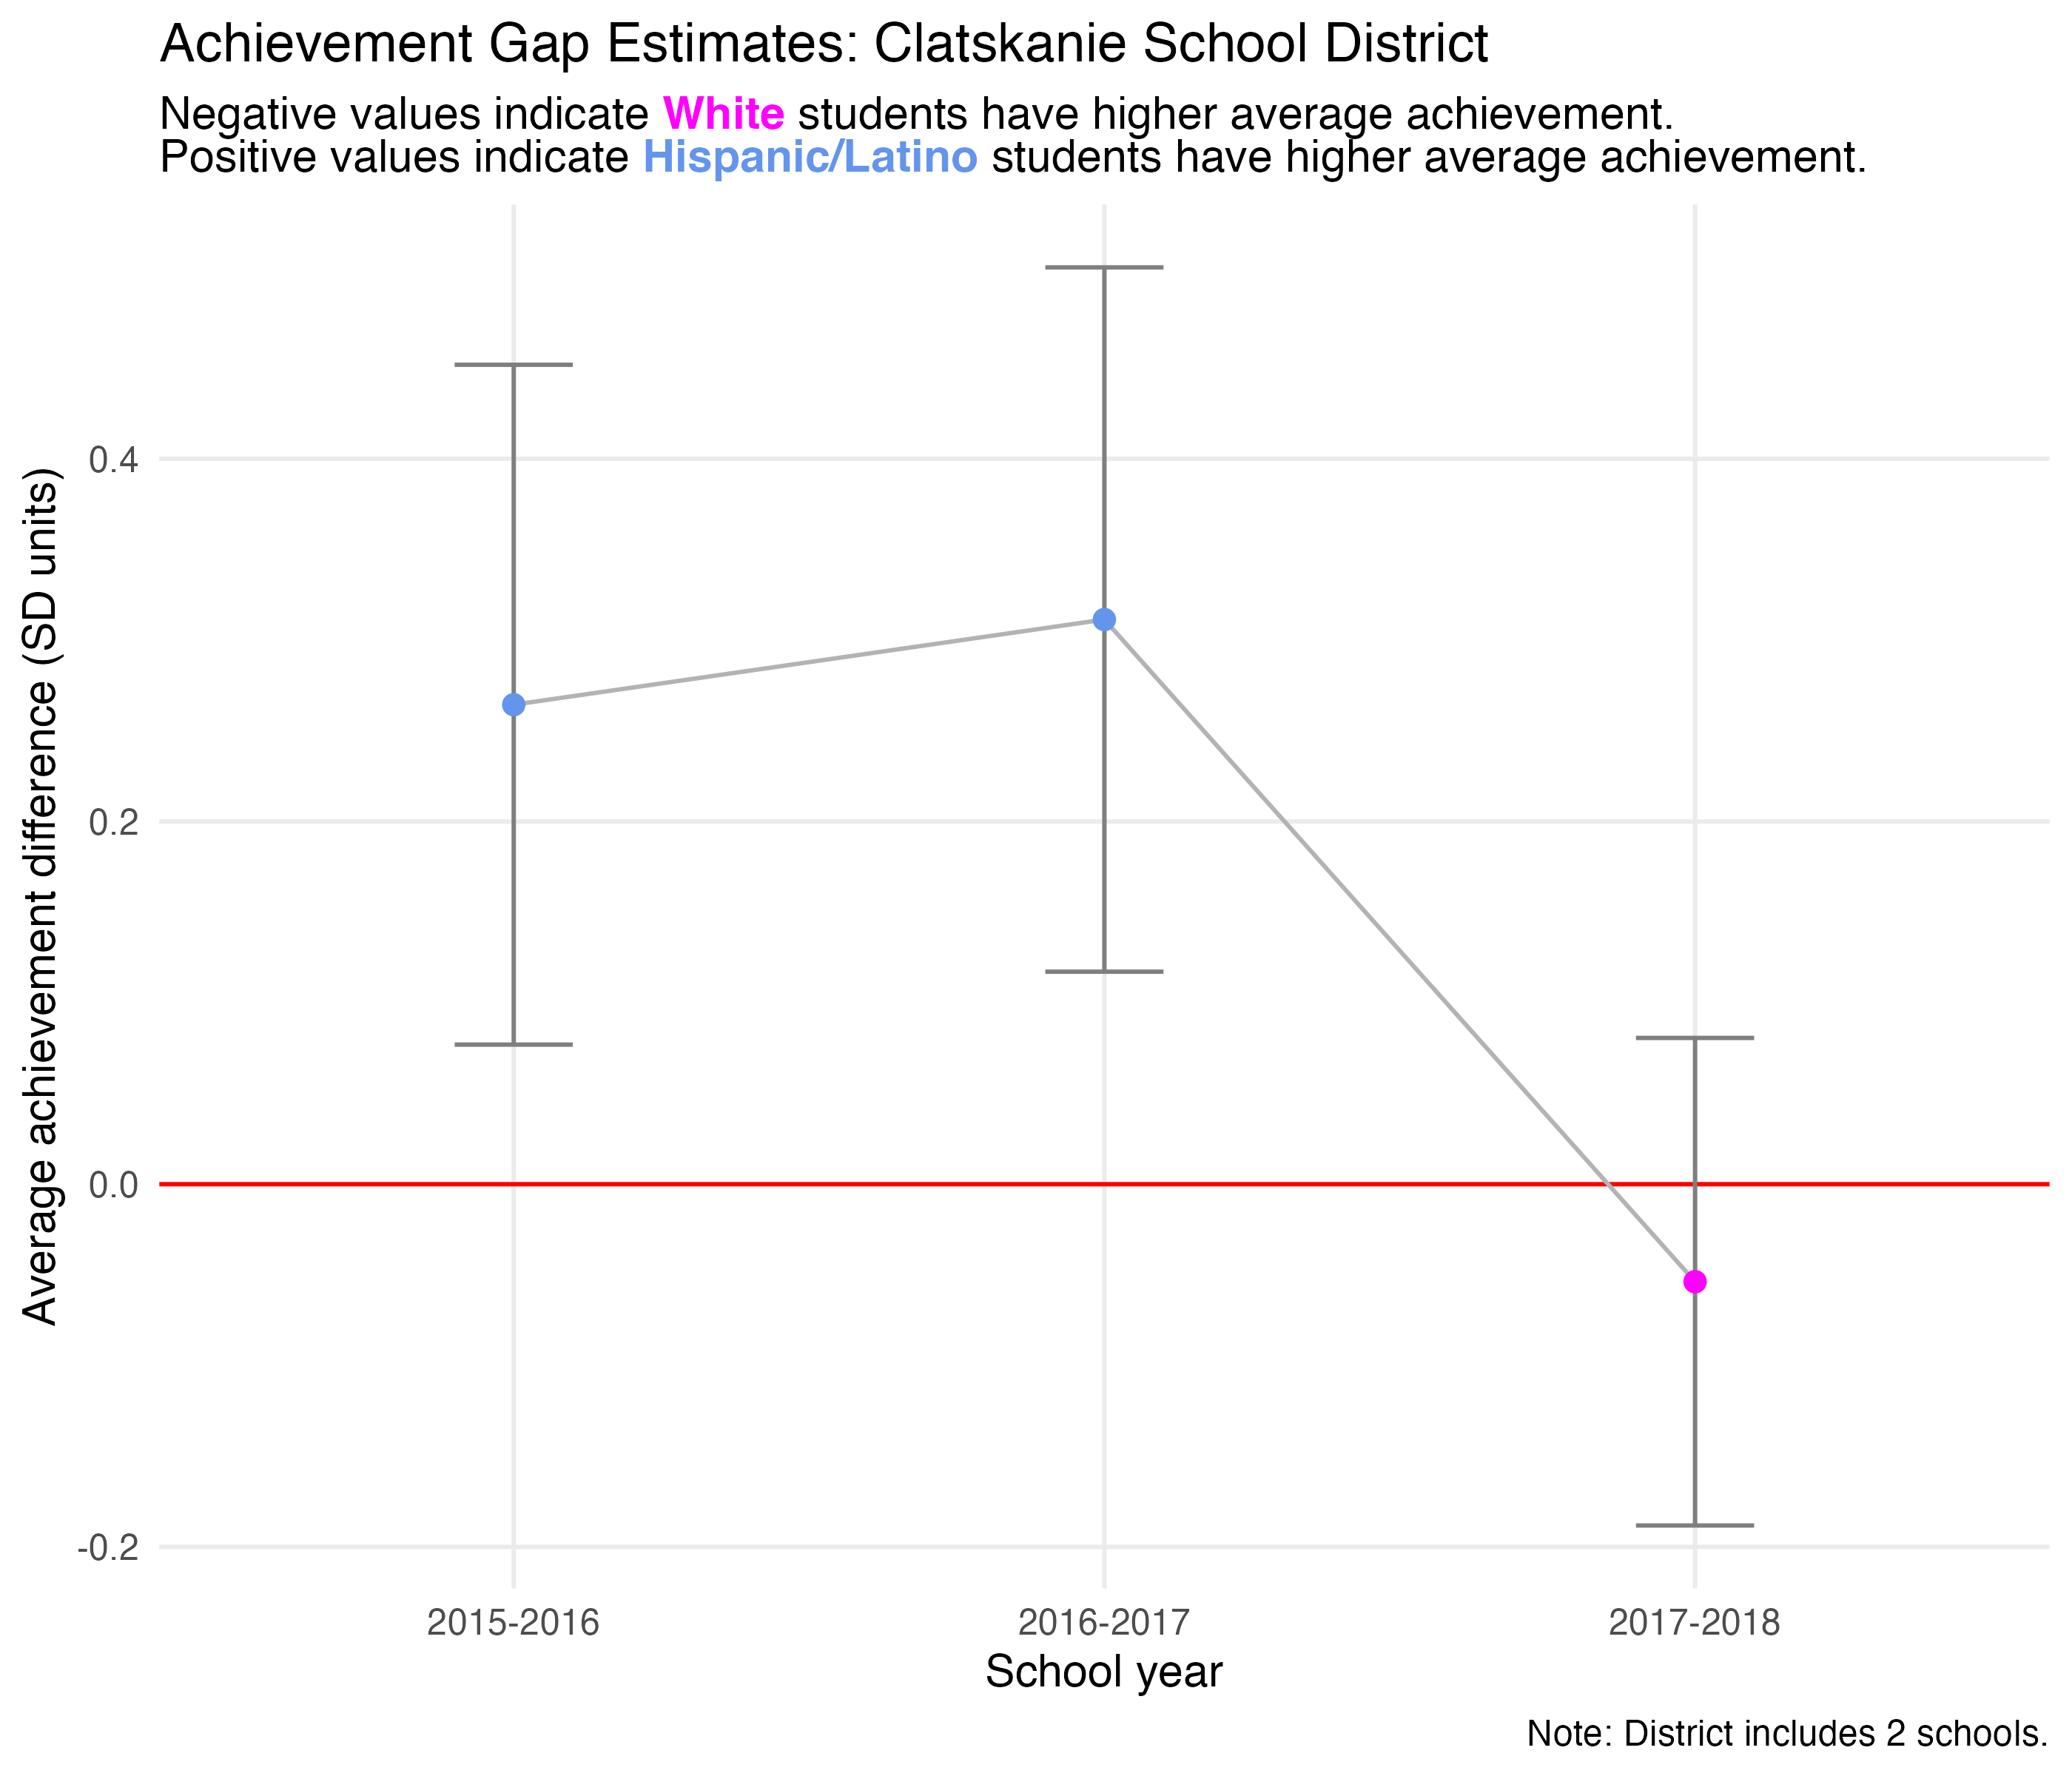 Achievement Gap Estimates: Clatskanie School District
Negative values indicate White students have higher average achievement.
Positive values indicate Hispanic/Latino students have higher average achievement.
Average achievement difference (SD units)
0.4
0.2
0.0
-0.2
2015-2016
2016-2017
2017-2018
School year
Note: District includes 2 schools.